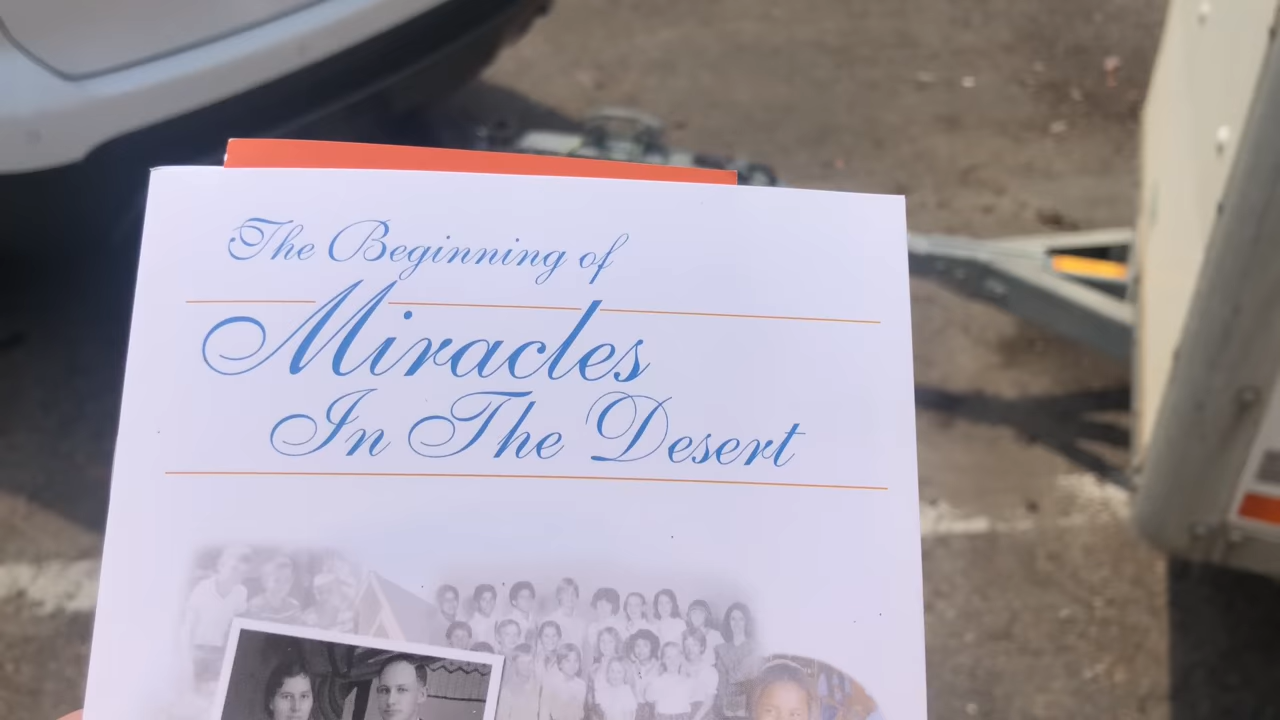 The Beginning of
Miracles
In The Desert